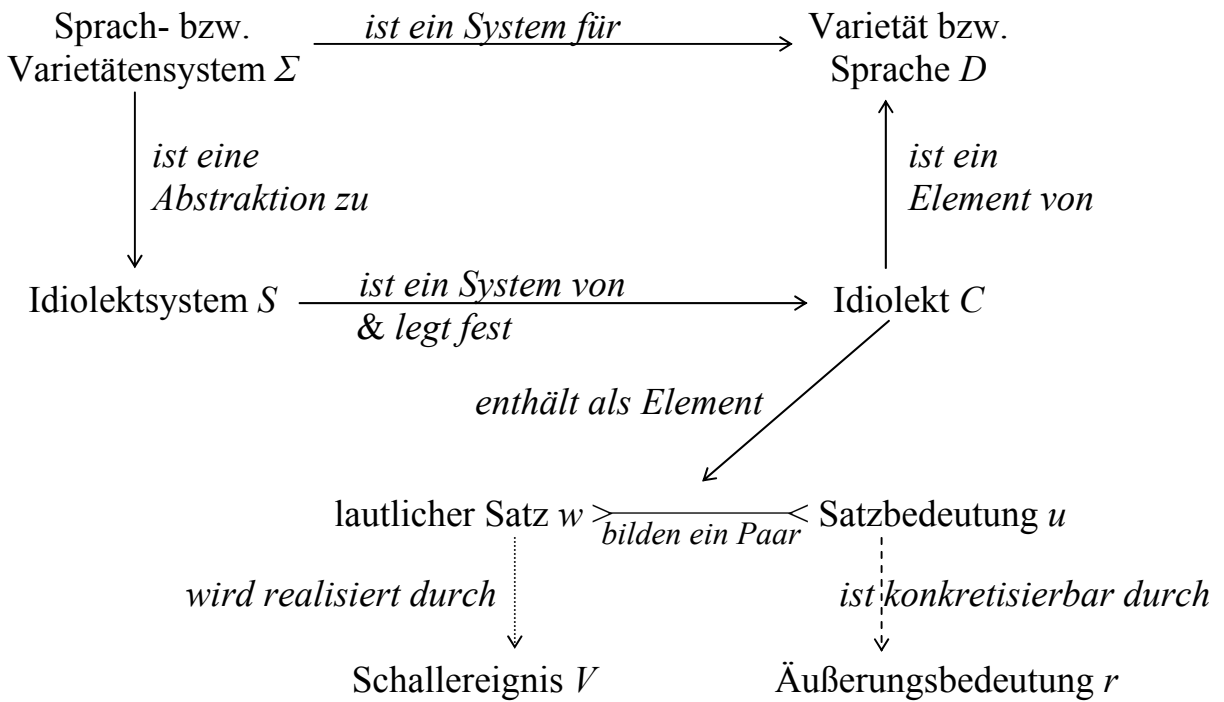 Sprach- bzw.
Varietätensystem Σ
ist ein System für
Varietät bzw.
Sprache D
ist eine
Abstraktion zu
ist ein
Element von
Idiolektsystem S
ist ein System von
& legt fest
Idiolekt C
enthält als Element
lautlicher Satz w
bilden ein Paar
Satzbedeutung u
wird realisiert durch
ist konkretisierbar durch
Schallereignis V
Äußerungsbedeutung r